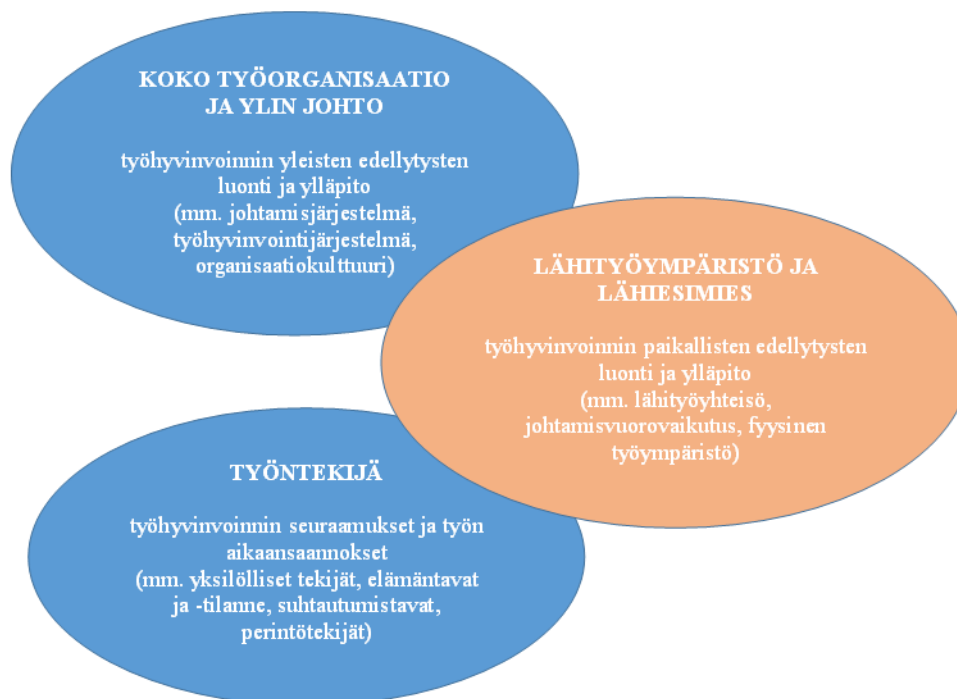 KOKO TYÖORGANISAATIO
JA YLIN JOHTO
työhyvinvoinnin yleisten edellytysten
luonti ja ylläpito
(mm. johtamisjärjestelmä,
työhyvinvointijärjestelmä,
organisaatiokulttuuri)
LÄHITYÖYMPÄRISTÖ JA
LÄHIESIMIES
työhyvinvoinnin paikallisten edellytysten
luonti ja ylläpito
(mm. lähityöyhteisö,
johtamisvuorovaikutus, fyysinen
työympäristö)
TYÖNTEKIJÄ
työhyvinvoinnin seuraamukset ja työn
aikaansaannokset
(mm. yksilölliset tekijät, elämäntavat
ja -tilanne, suhtautumistavat,
perintötekijät)